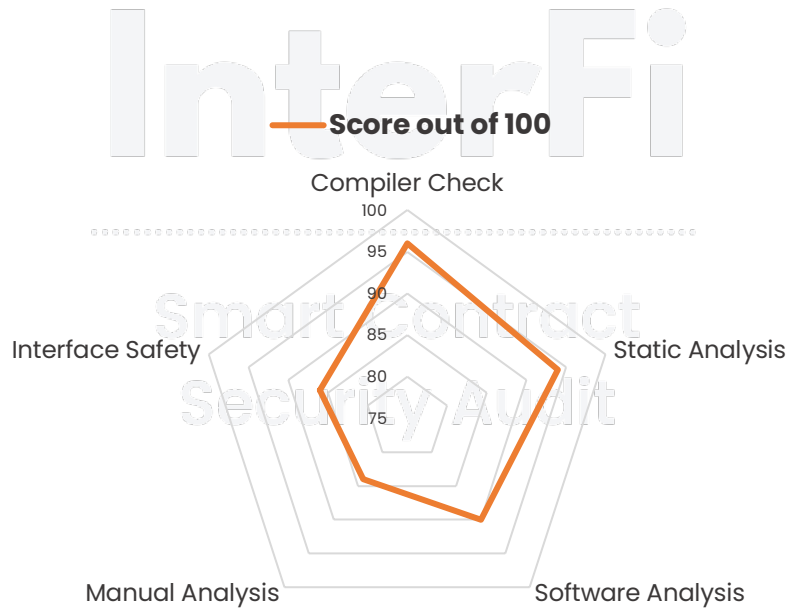 InterFi
Score out of 100
Compiler Check
100
95
90
Smart Contract
85
Interface Safety
Static Analysis
80
Security Audit
75
Manual Analysis
Software Analysis